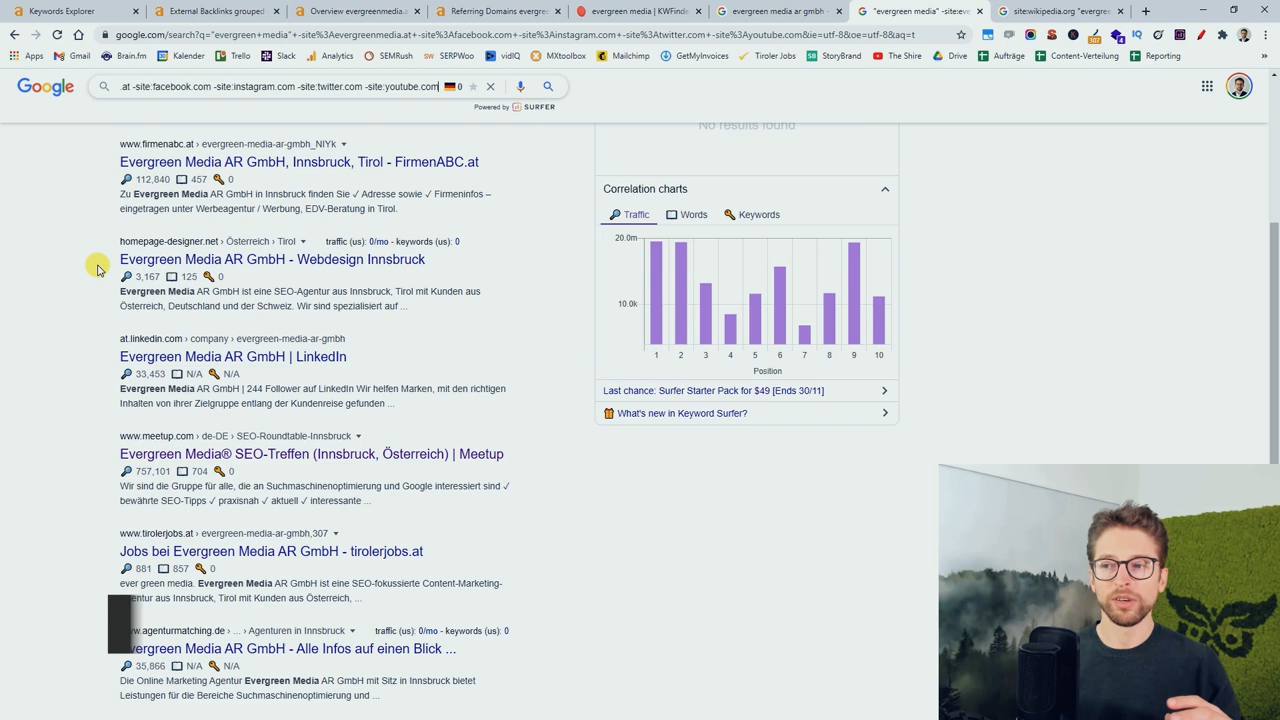 Keywords Explorer
External Backlinks grouped
Overview evergreenmedia.a
Referring Domains evergres
evergreen media | KWFinde
evergreen media ar gmbh -
"evergreen media" -site:eve
site:wikipedia.org "evergree
google.com/search?q="evergreen+media"+-site%3Aevergreenmedia.at+-site%3Afacebook.com+-site%3Ainstagram.com+-site%3Atwitter.com+-site%3Ayoutube.com&ie=utf-8&oe=utf-8&aq=t
Apps
Gmail
Brain.fm
Kalender
Trello
Slack
Analytics
SEMRush
SERPWoo
vidIQ
MXtoolbox
Mailchimp
GetMyInvoices
Tiroler Jobs
StoryBrand
Drive
Aufträge
Content-Verteilung
Reporting
Google
.at -site:facebook.com -site:instagram.com -site:twitter.com -site:youtube.com
0
Powered by SURFER
www.firmenabc.at › evergreen-media-ar-gmbh_NIYk
Evergreen Media AR GmbH, Innsbruck, Tirol - FirmenABC.at
112,840 457 0
Zu Evergreen Media AR GmbH in Innsbruck finden Sie ✓ Adresse sowie ✓ Firmeninfos –
eingetragen unter Werbeagentur / Werbung, EDV-Beratung in Tirol.
homepage-designer.net › Österreich › Tirol traffic (us): 0/mo - keywords (us): 0
Evergreen Media AR GmbH - Webdesign Innsbruck
3,167 125 0
Evergreen Media AR GmbH ist eine SEO-Agentur aus Innsbruck, Tirol mit Kunden aus
Österreich, Deutschland und der Schweiz. Wir sind spezialisiert auf ...
at.linkedin.com › company › evergreen-media-ar-gmbh
Evergreen Media AR GmbH | LinkedIn
33,453 N/A N/A
Evergreen Media AR GmbH | 244 Follower auf LinkedIn Wir helfen Marken, mit den richtigen
Inhalten von ihrer Zielgruppe entlang der Kundenreise gefunden ...
www.meetup.com › de-DE › SEO-Roundtable-Innsbruck
Evergreen Media® SEO-Treffen (Innsbruck, Österreich) | Meetup
757,101 704 0
Wir sind die Gruppe für alle, die an Suchmaschinenoptimierung und Google interessiert sind ✓
bewährte SEO-Tipps ✓ praxisnah ✓ aktuell ✓ interessante ...
www.tirolerjobs.at › evergreen-media-ar-gmbh,307
Jobs bei Evergreen Media AR GmbH - tirolerjobs.at
881 857 0
ever green media. Evergreen Media AR GmbH ist eine SEO-fokussierte Content-Marketing-
entur aus Innsbruck, Tirol mit Kunden aus Österreich, ...
w.agenturmatching.de › ... › Agenturen in Innsbruck traffic (us): 0/mo - keywords (us): 0
vergreen Media AR GmbH - Alle Infos auf einen Blick ...
35,866 N/A N/A
Die Online Marketing Agentur Evergreen Media AR GmbH mit Sitz in Innsbruck bietet
Leistungen für die Bereiche Suchmaschinenoptimierung und ...
No results found
Correlation charts
Traffic Words Keywords
20.0m
10.0k
1 2 3 4 5 6 7 8 9 10
Position
Last chance: Surfer Starter Pack for $49 [Ends 30/11]
What's new in Keyword Surfer?